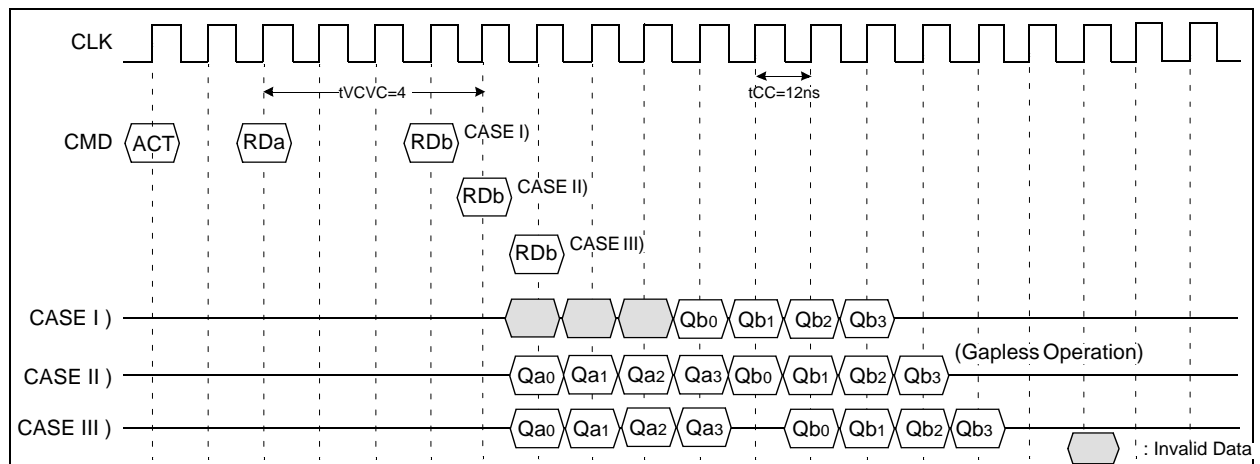 CLK
tVCVC=4
tCC=12ns
CMD ACT RDa RDb CASE I)
RDb CASE II)
RDb CASE III)
CASE I ) Qb0 Qb1 Qb2 Qb3
(Gapless Operation)
CASE II ) Qa0 Qa1 Qa2 Qa3 Qb0 Qb1 Qb2 Qb3
CASE III ) Qa0 Qa1 Qa2 Qa3 Qb0 Qb1 Qb2 Qb3
: Invalid Data